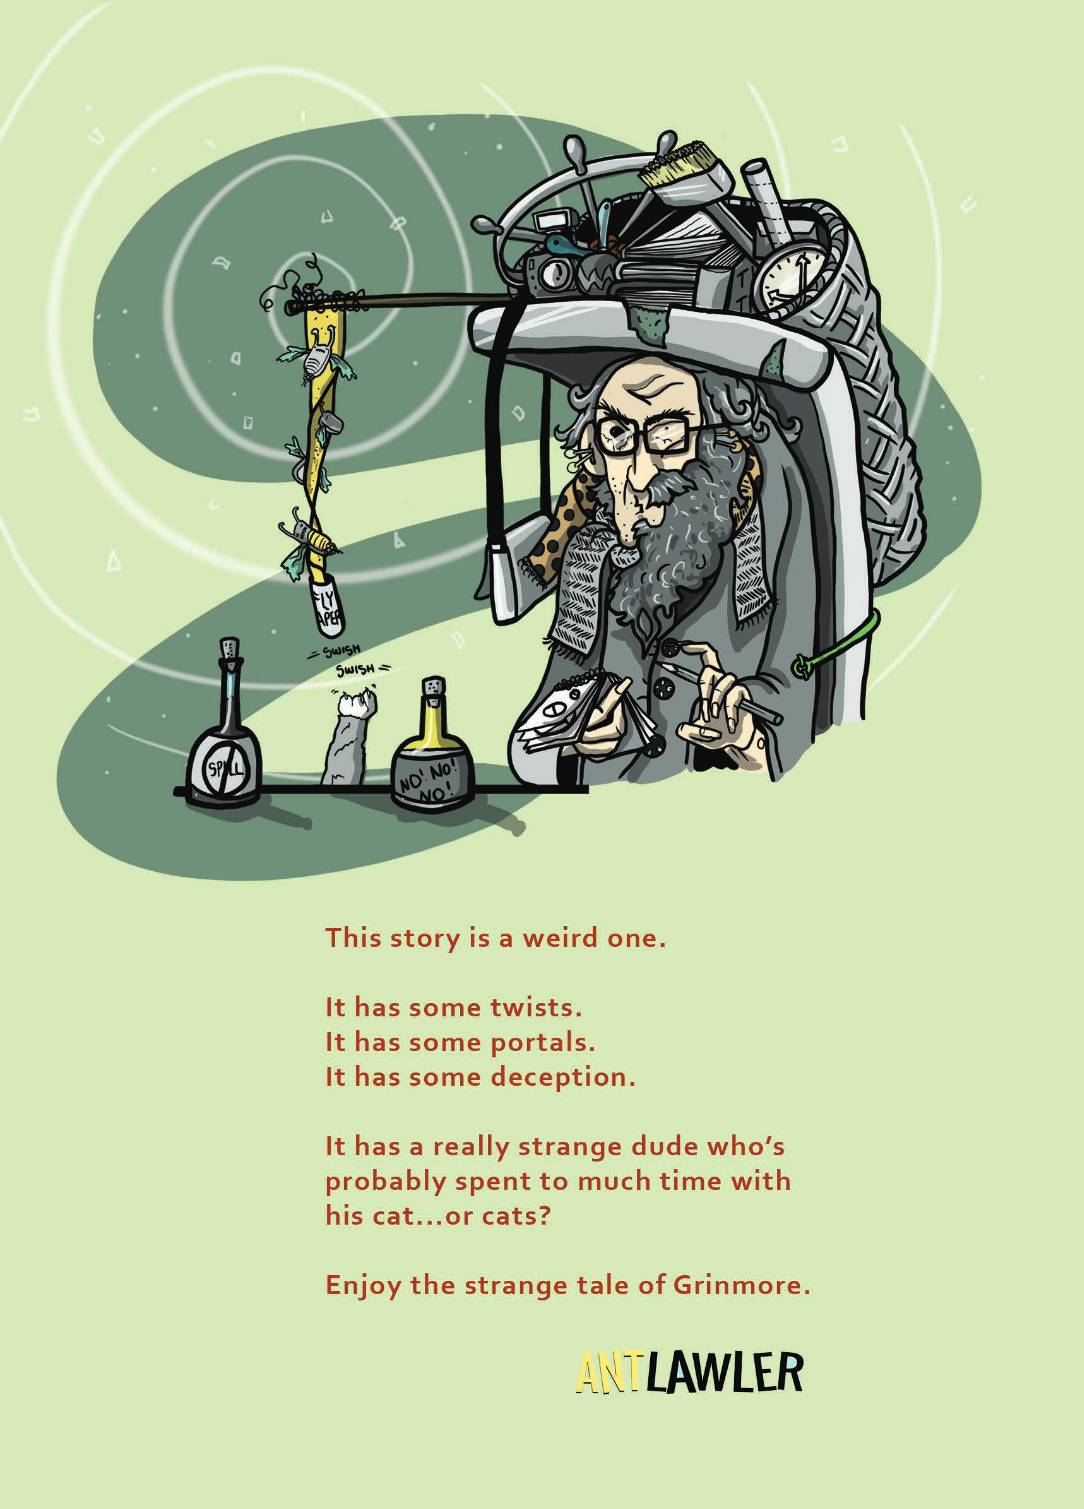 LY
APER
SWISH
SWISH
SPILL
NO! NO!
NO!
This story is a weird one.
It has some twists.
It has some portals.
It has some deception.
It has a really strange dude who's
probably spent to much time with
his cat...or cats?
Enjoy the strange tale of Grinmore.
ANTLAWLER